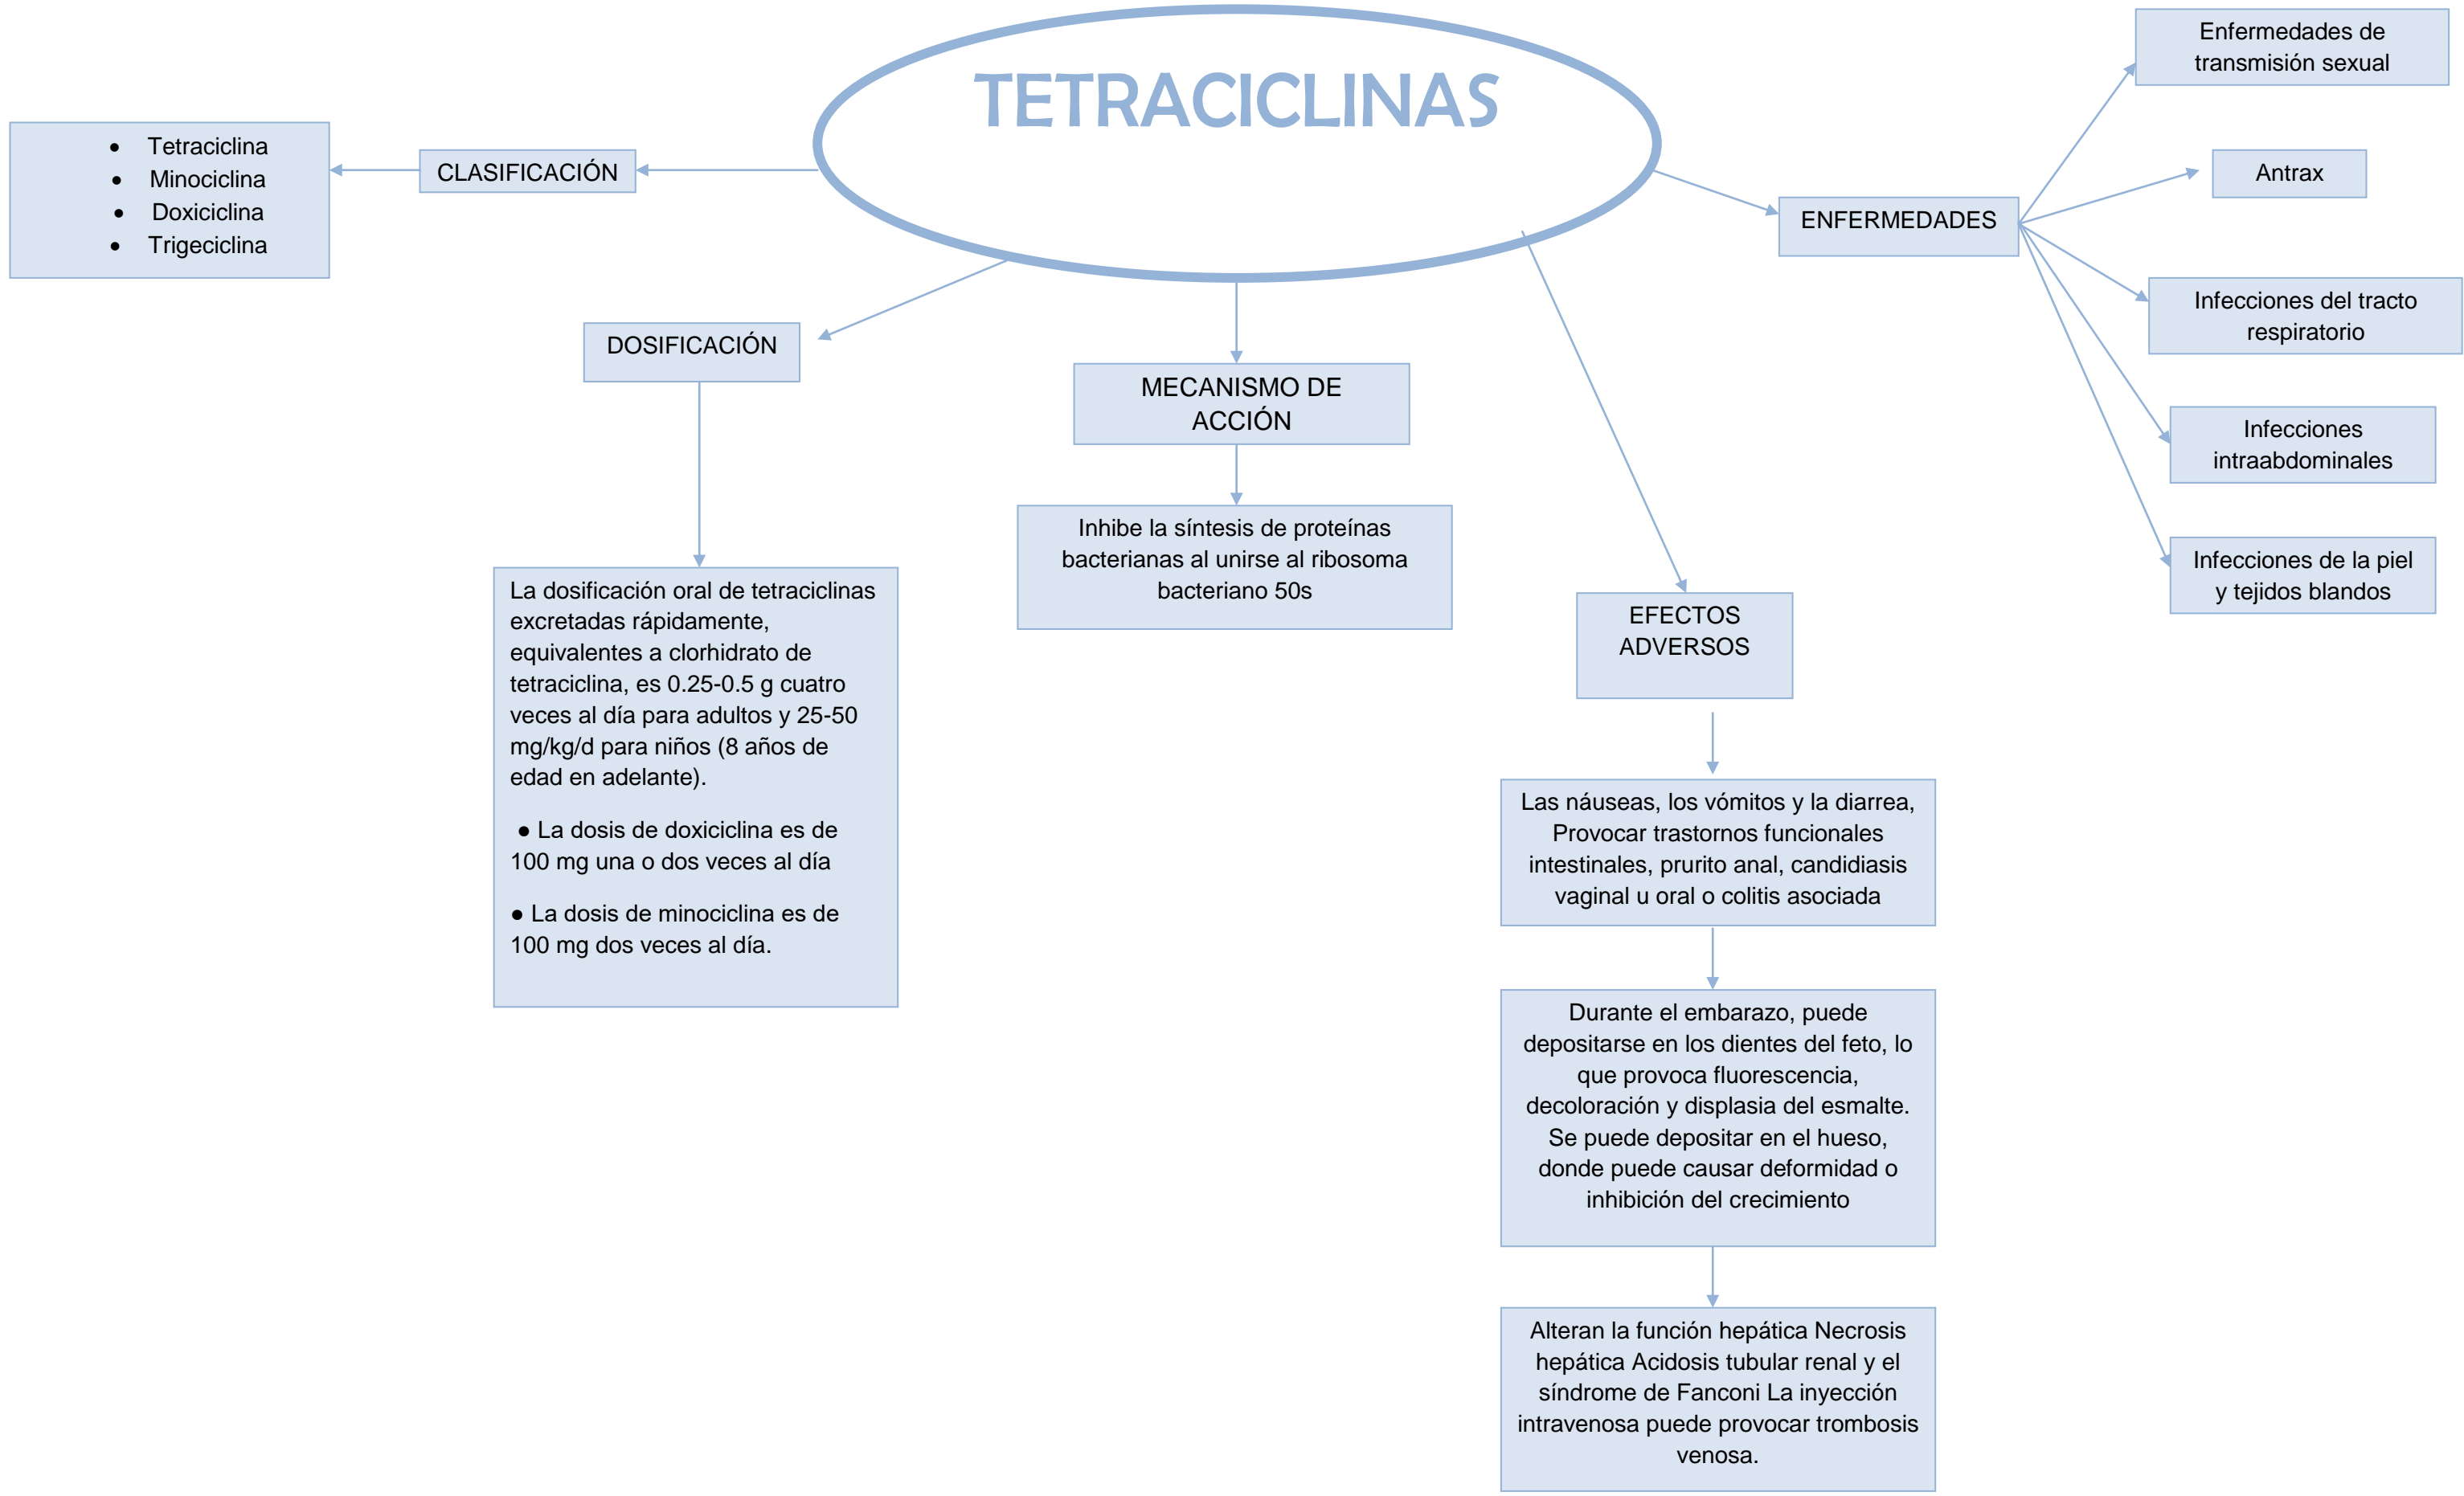 TETRACICLINAS
CLASIFICACIÓN
● Tetraciclina
● Minociclina
● Doxiciclina
● Trigeciclina
DOSIFICACIÓN
La dosificación oral de tetraciclinas
excretadas rápidamente,
equivalentes a clorhidrato de
tetraciclina, es 0.25-0.5 g cuatro
veces al día para adultos y 25-50
mg/kg/d para niños (8 años de
edad en adelante).
● La dosis de doxiciclina es de
100 mg una o dos veces al día
● La dosis de minociclina es de
100 mg dos veces al día.
MECANISMO DE
ACCIÓN
Inhibe la síntesis de proteínas
bacterianas al unirse al ribosoma
bacteriano 50s
EFECTOS
ADVERSOS
Las náuseas, los vómitos y la diarrea,
Provocar trastornos funcionales
intestinales, prurito anal, candidiasis
vaginal u oral o colitis asociada
Durante el embarazo, puede
depositarse en los dientes del feto, lo
que provoca fluorescencia,
decoloración y displasia del esmalte.
Se puede depositar en el hueso,
donde puede causar deformidad o
inhibición del crecimiento
Alteran la función hepática Necrosis
hepática Acidosis tubular renal y el
síndrome de Fanconi La inyección
intravenosa puede provocar trombosis
venosa.
ENFERMEDADES
Enfermedades de
transmisión sexual
Antrax
Infecciones del tracto
respiratorio
Infecciones
intraabdominales
Infecciones de la piel
y tejidos blandos